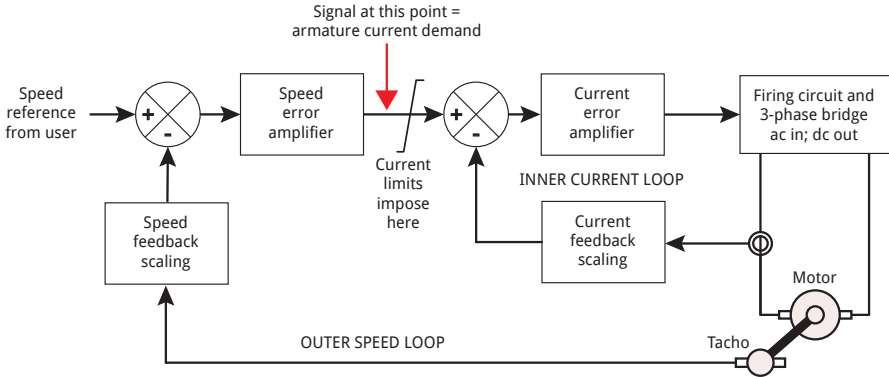 Signal at this point =
armature current demand
Speed
reference
from user
+
-
Speed
error
amplifier
Current
limits
impose
here
+
-
Current
error
amplifier
Firing circuit and
3-phase bridge
ac in; dc out
INNER CURRENT LOOP
Speed
feedback
scaling
Current
feedback
scaling
Motor
OUTER SPEED LOOP
Tacho